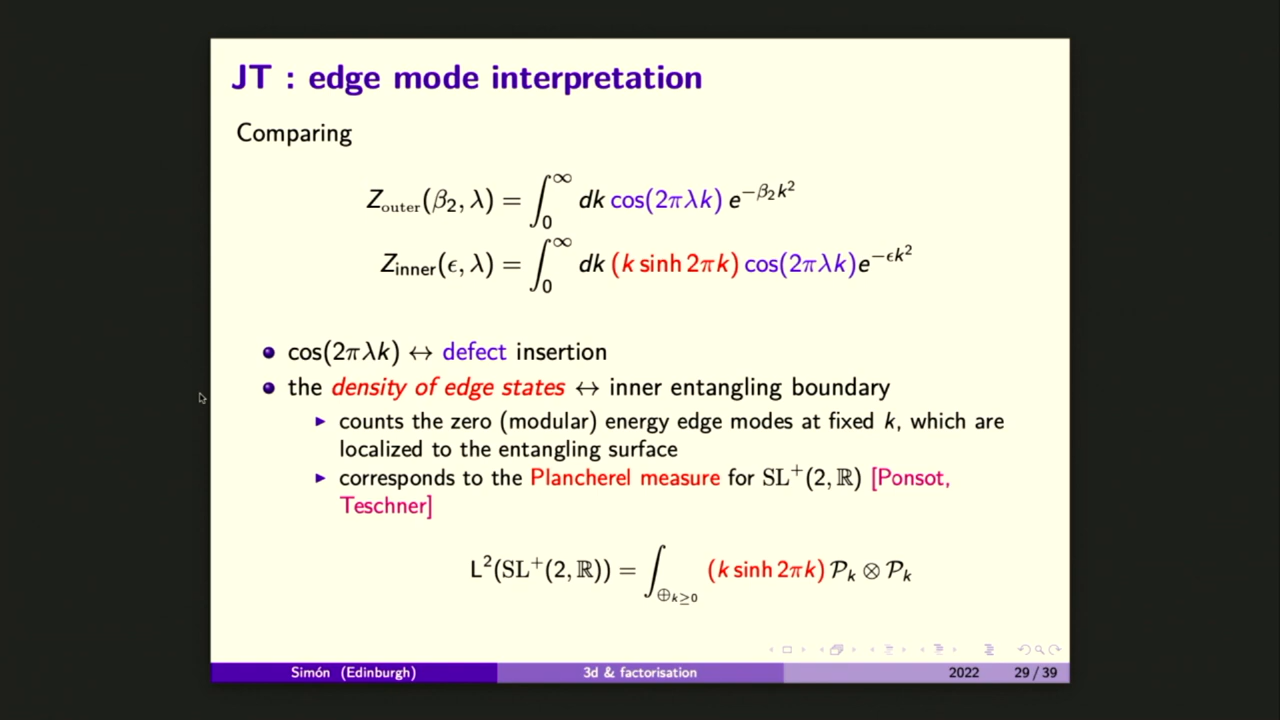 JT : edge mode interpretation
Comparing
Z_outer(β₂, λ) = ∫₀^∞ dk cos(2πλk) e^{−β₂k²}
Z_inner(ϵ, λ) = ∫₀^∞ dk (k sinh 2πk) cos(2πλk)e^{−ϵk²}
cos(2πλk) ↔ defect insertion
the density of edge states ↔ inner entangling boundary
counts the zero (modular) energy edge modes at fixed k, which are
localized to the entangling surface
corresponds to the Plancherel measure for SL⁺(2, ℝ) [Ponsot,
Teschner]
L²(SL⁺(2, ℝ)) = ∫_{⊕k≥0} (k sinh 2πk) 𝒫ₖ ⊗ 𝒫ₖ
Simón (Edinburgh) 3d & factorisation 2022 29 / 39